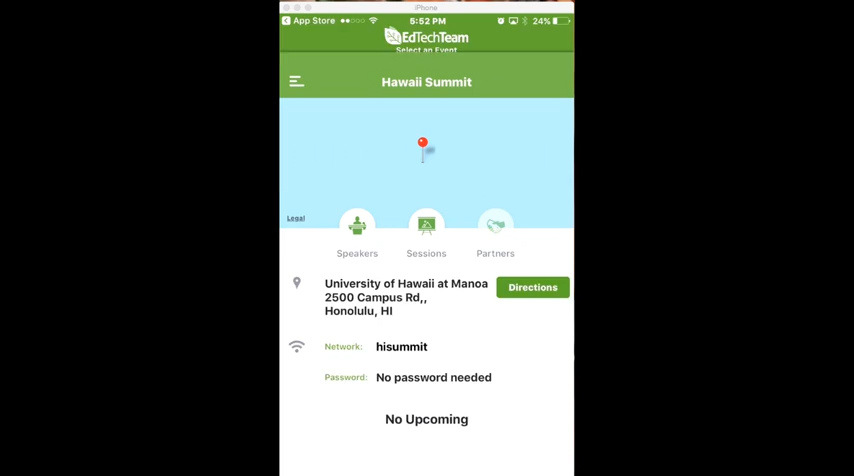 iPhone
App Store
5:52 PM
24%
EdTechTeam
Select an Event
Hawaii Summit
Legal
Speakers
Sessions
Partners
University of Hawaii at Manoa
2500 Campus Rd,,
Honolulu, HI
Directions
Network: hisummit
Password: No password needed
No Upcoming